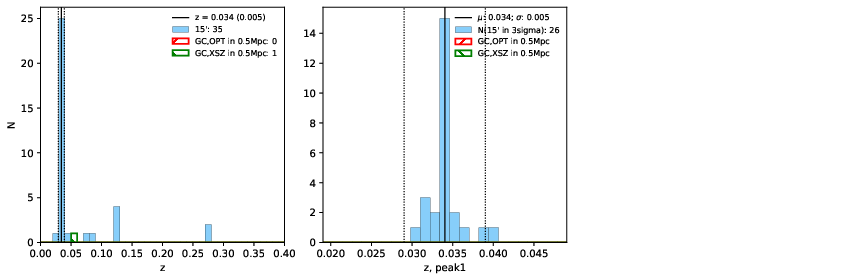 z = 0.034 (0.005)
15': 35
GC,OPT in 0.5Mpc: 0
GC,XSZ in 0.5Mpc: 1
N
25
20
15
10
5
0
0.00 0.05 0.10 0.15 0.20 0.25 0.30 0.35 0.40
z
μ: 0.034; σ: 0.005
N(15' in 3sigma): 26
GC,OPT in 0.5Mpc
GC,XSZ in 0.5Mpc
14
12
10
8
6
4
2
0
0.020 0.025 0.030 0.035 0.040 0.045
z, peak1